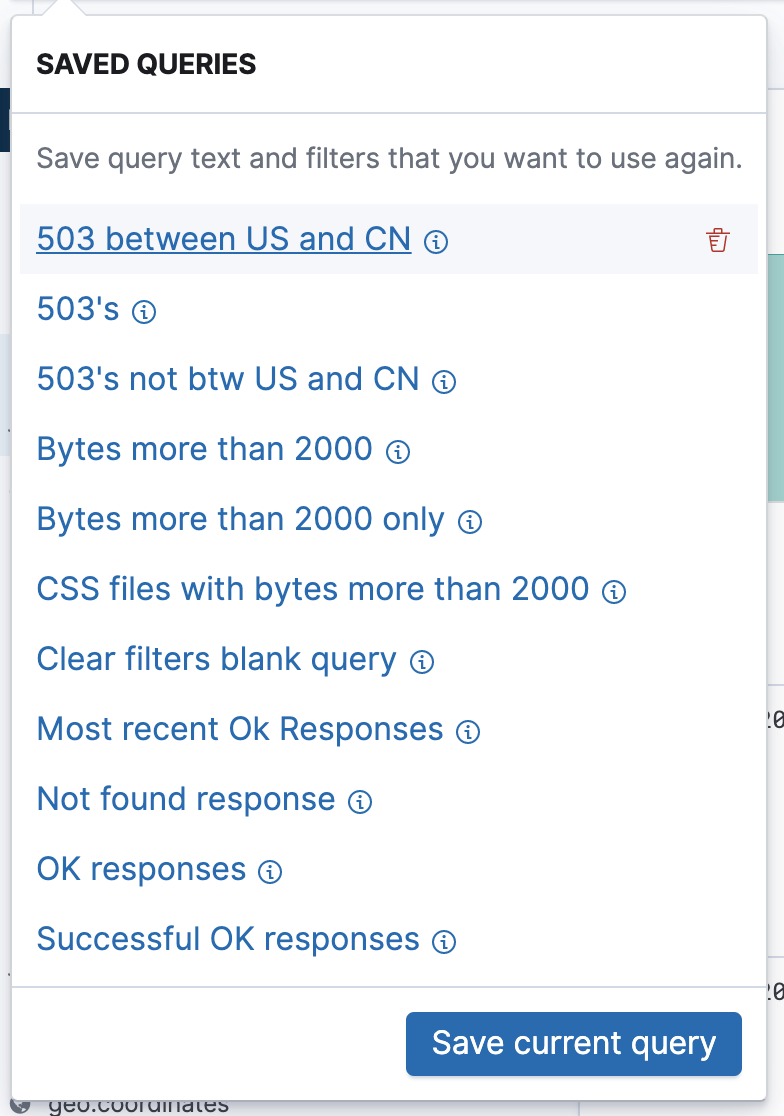 SAVED QUERIES
Save query text and filters that you want to use again.
503 between US and CN
503's
503's not btw US and CN
Bytes more than 2000
Bytes more than 2000 only
CSS files with bytes more than 2000
Clear filters blank query
Most recent Ok Responses
Not found response
OK responses
Successful OK responses
Save current query
geo.coordinates